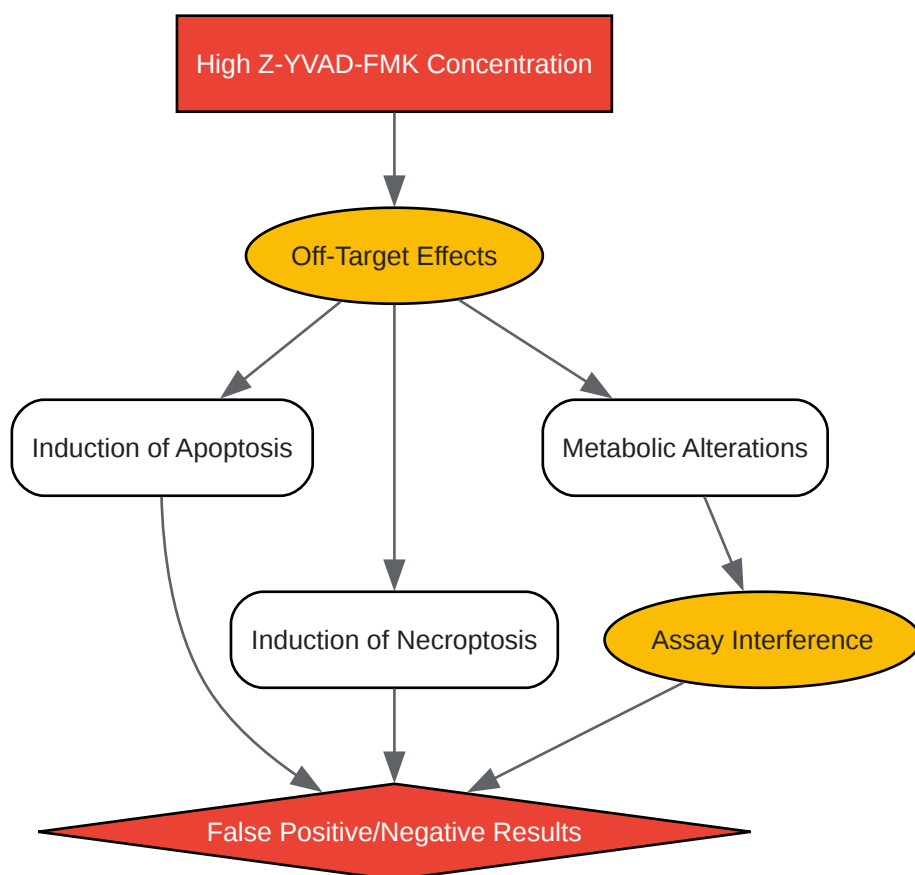 High Z-YVAD-FMK Concentration
Off-Target Effects
Induction of Apoptosis
Metabolic Alterations
Induction of Necroptosis
Assay Interference
False Positive/Negative Results